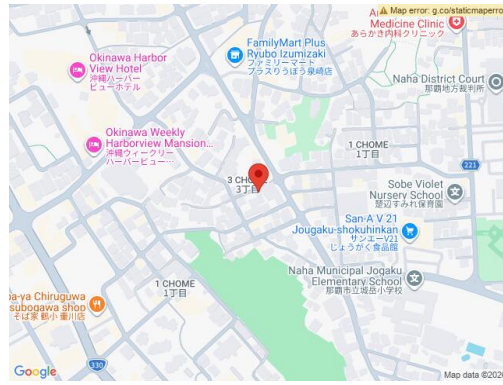 Map error: g.co/staticmaperro
Medicine Clinic
あらかき内科クリニック
FamilyMart Plus
Ryubo Izumizaki
ファミリーマート
プラスりうぼう泉崎店
Okinawa Harbor
View Hotel
沖縄ハーバー
ビューホテル
Naha District Court
那覇地方裁判所
Okinawa Weekly
Harborview Mansion...
沖縄ウィークリー
ハーバービュー…
1 CHOME
1丁目
221
3 CHOME
3丁目
Sobe Violet
Nursery School
楚辺すみれ保育園
San-A V 21
Jougaku-shokuhinkan
サンエーV21
じょうがく食品館
Naha Municipal Jogaku
Elementary School
那覇市立城岳小学校
1 CHOME
1丁目
ba-ya Chiruguwa
subogawa shop
そば家 鶴小 壷川店
330
Google
Map data ©2026